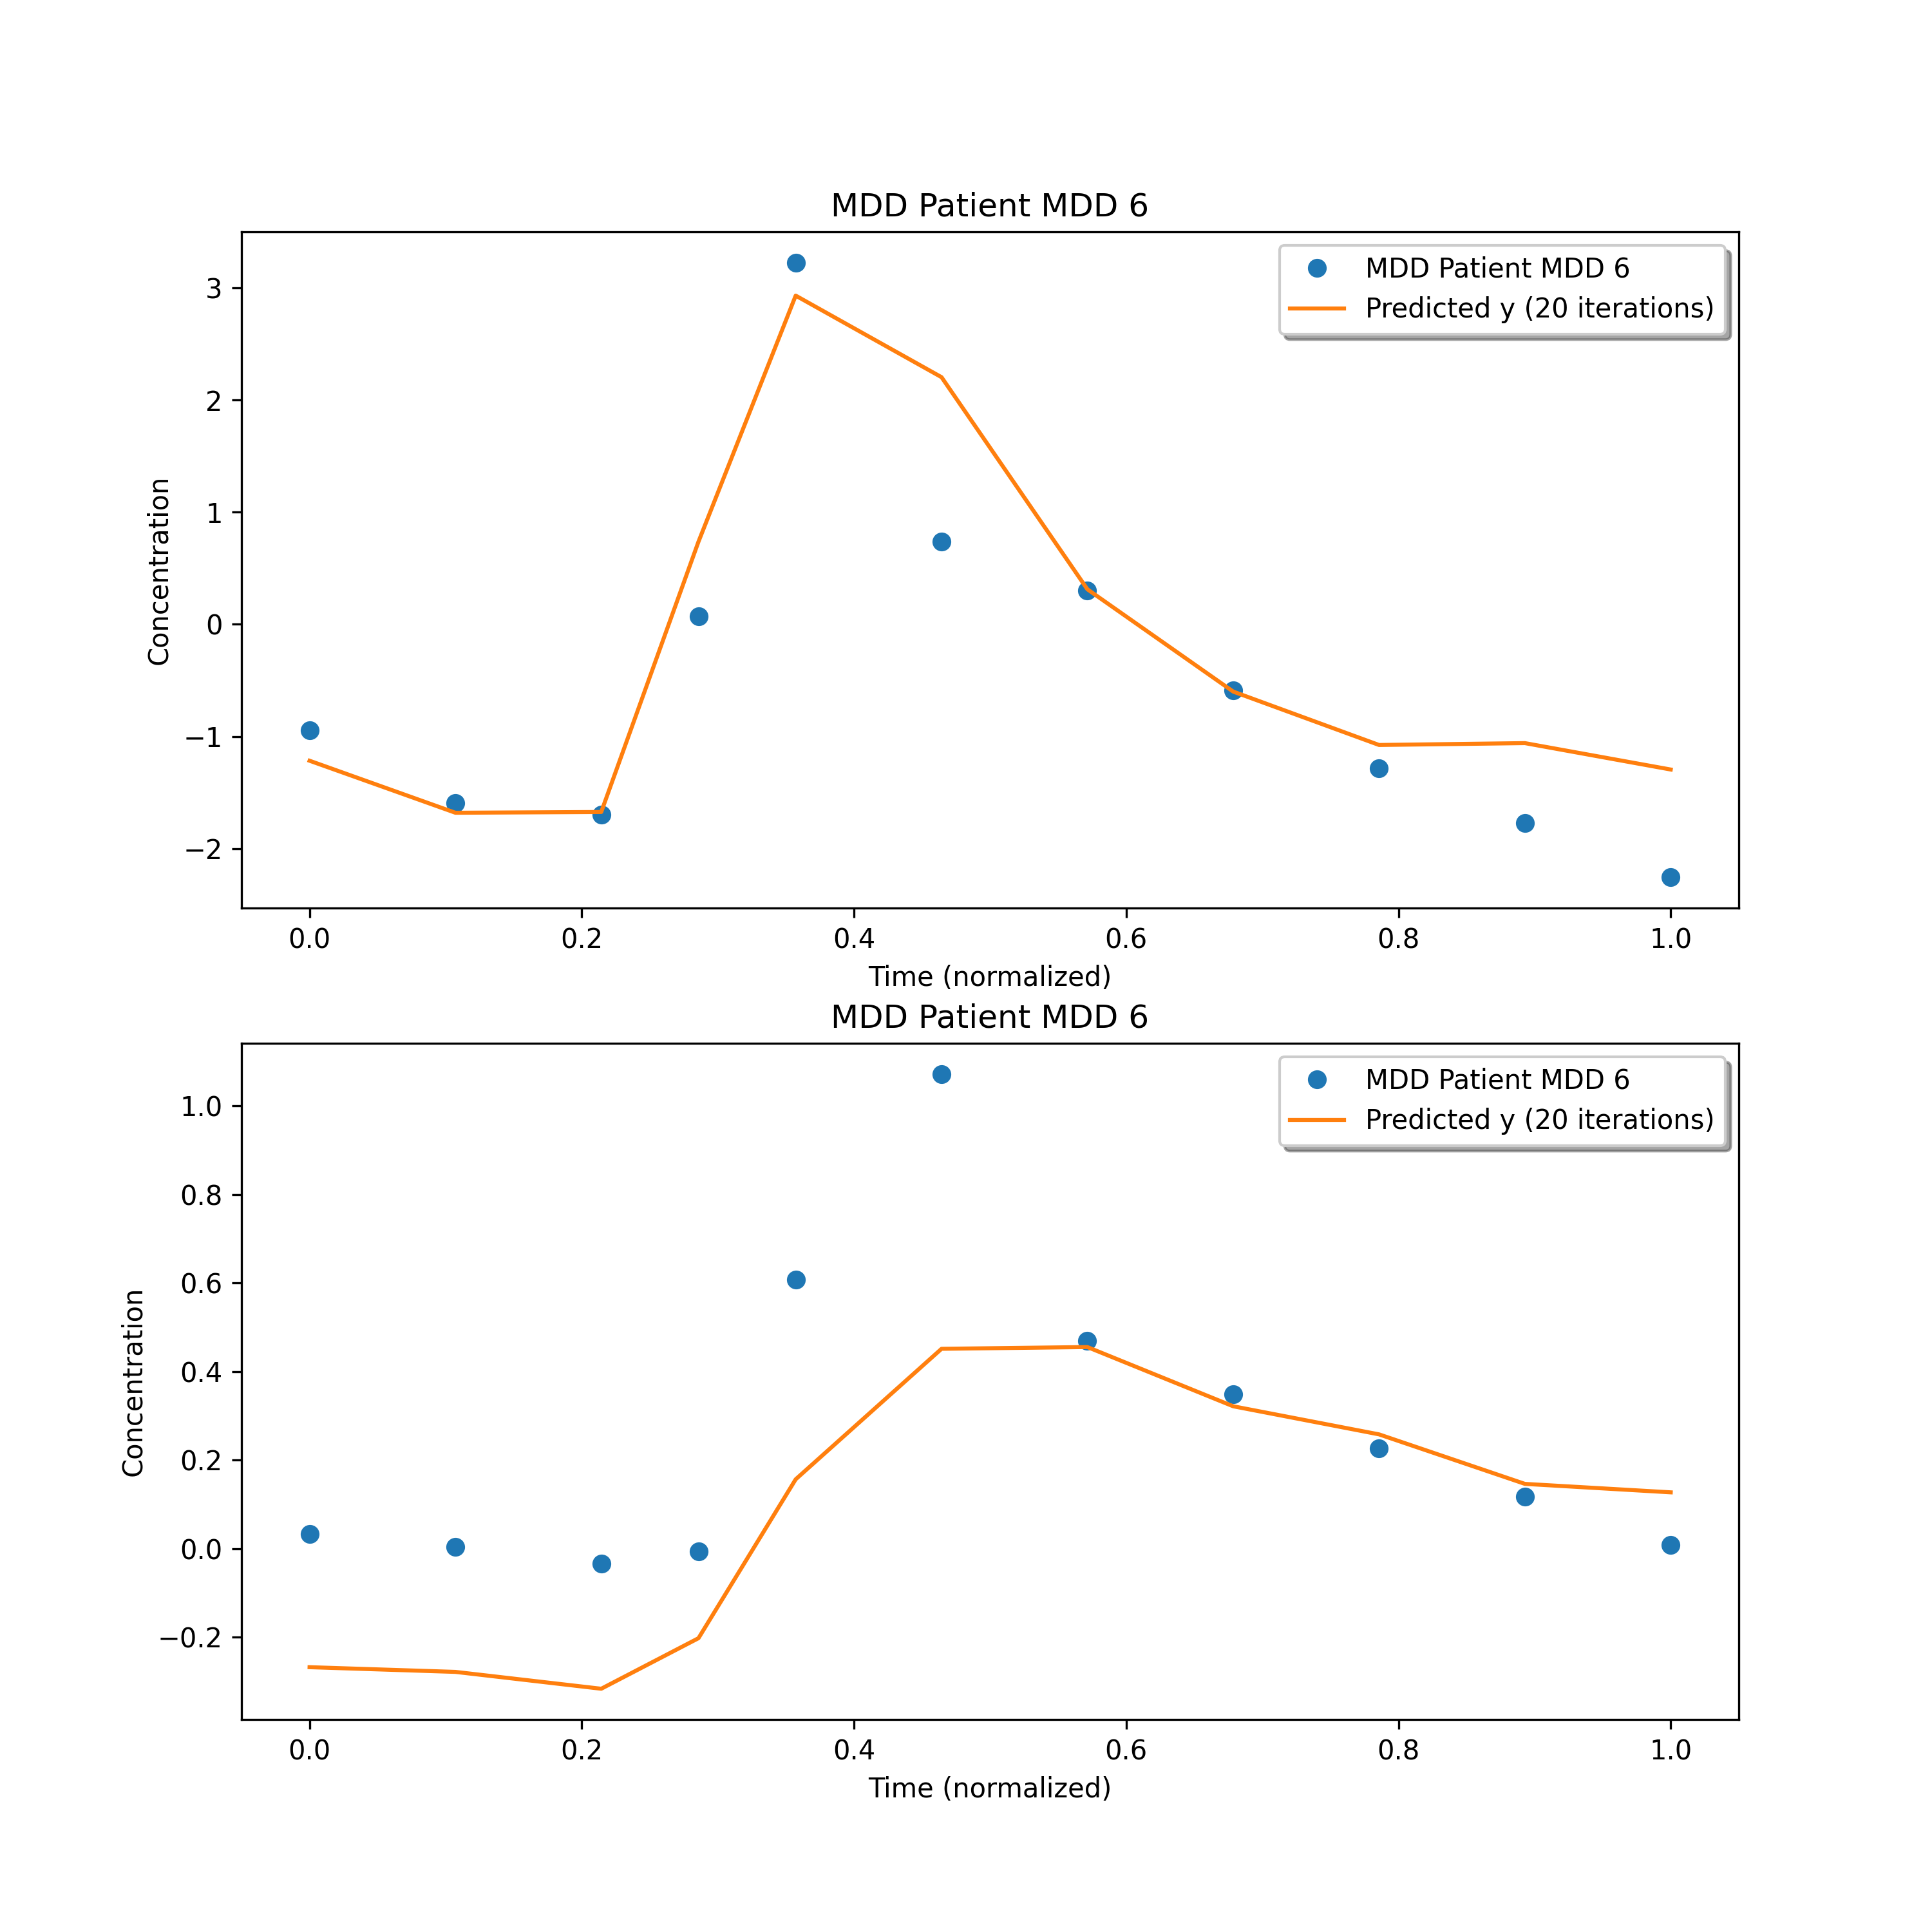 MDD Patient MDD 6
MDD Patient MDD 6
Predicted y (20 iterations)
3
2
1
0
−1
−2
Concentration
0.0 0.2 0.4 0.6 0.8 1.0
Time (normalized)
MDD Patient MDD 6
MDD Patient MDD 6
Predicted y (20 iterations)
1.0
0.8
0.6
0.4
0.2
0.0
−0.2
Concentration
0.0 0.2 0.4 0.6 0.8 1.0
Time (normalized)